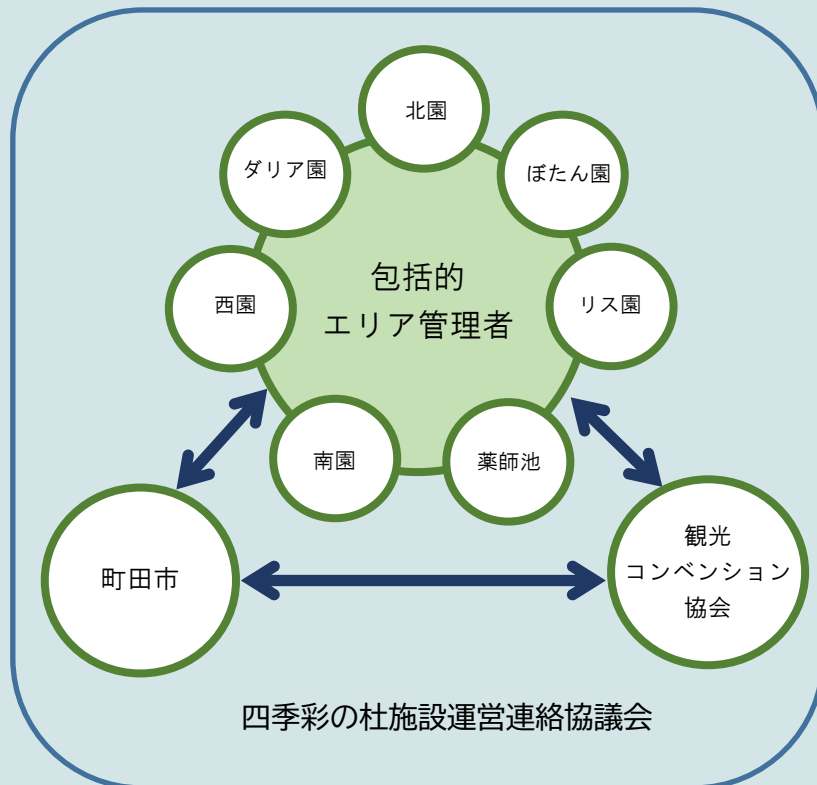 北園
ダリア園
ぼたん園
包括的
エリア管理者
西園
リス園
南園
薬師池
町田市
観光
コンベンション
協会
四季彩の杜施設運営連絡協議会